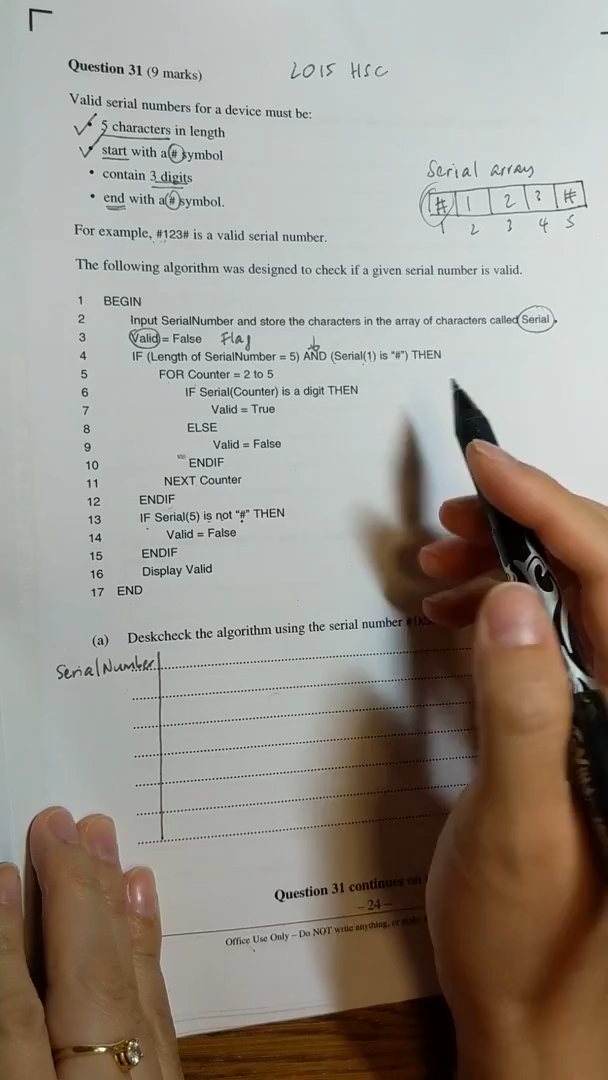 Question 31 (9 marks)
2015 HSC
Valid serial numbers for a device must be:
• 5 characters in length
• start with a # symbol
• contain 3 digits
• end with a # symbol.
Serial array
# 1 2 3 #
1 2 3 4 5
For example, #123# is a valid serial number.
The following algorithm was designed to check if a given serial number is valid.
1 BEGIN
2 Input SerialNumber and store the characters in the array of characters called Serial.
3 Valid = False Flag
4 IF (Length of SerialNumber = 5) AND (Serial(1) is "#") THEN
5 FOR Counter = 2 to 5
6 IF Serial(Counter) is a digit THEN
7 Valid = True
8 ELSE
9 Valid = False
10 ENDIF
11 NEXT Counter
12 ENDIF
13 IF Serial(5) is not "#" THEN
14 Valid = False
15 ENDIF
16 Display Valid
17 END
(a) Deskcheck the algorithm using the serial number
SerialNumber
Question 31 continues on
– 24 –
Office Use Only – Do NOT write anything, or make